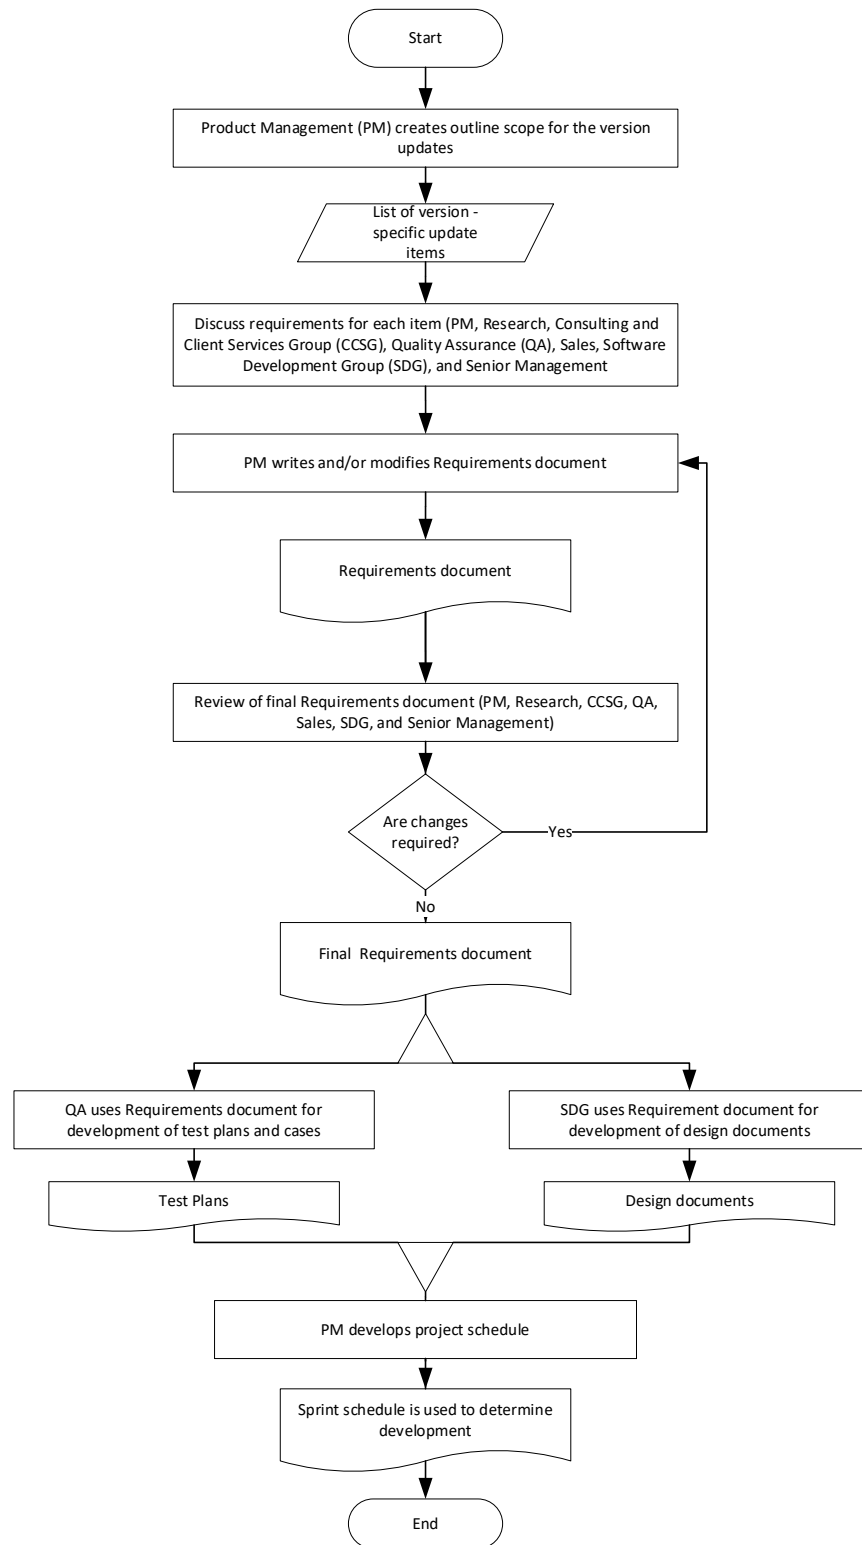 Start
Product Management (PM) creates outline scope for the version
updates
List of version -
specific update
items
Discuss requirements for each item (PM, Research, Consulting and
Client Services Group (CCSG), Quality Assurance (QA), Sales, Software
Development Group (SDG), and Senior Management
PM writes and/or modifies Requirements document
Requirements document
Review of final Requirements document (PM, Research, CCSG, QA,
Sales, SDG, and Senior Management)
Are changes
required?
Yes
No
Final  Requirements document
QA uses Requirements document for
development of test plans and cases
SDG uses Requirement document for
development of design documents
Test Plans
Design documents
PM develops project schedule
Sprint schedule is used to determine
development
End